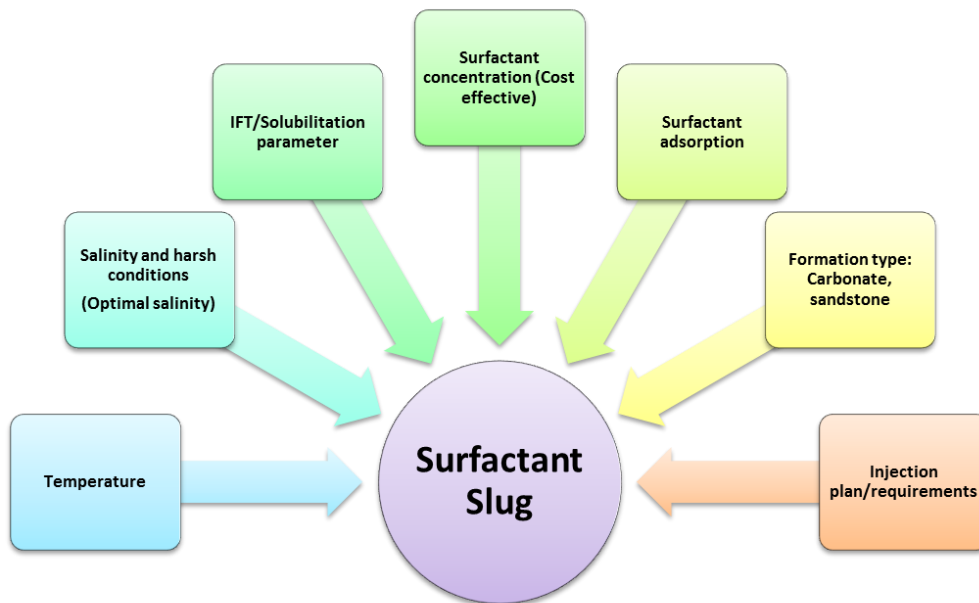 Surfactant
concentration (Cost
effective)
IFT/Solubilitation
parameter
Surfactant
adsorption
Salinity and harsh
conditions
(Optimal salinity)
Formation type:
Carbonate,
sandstone
Temperature
Surfactant
Slug
Injection
plan/requirements